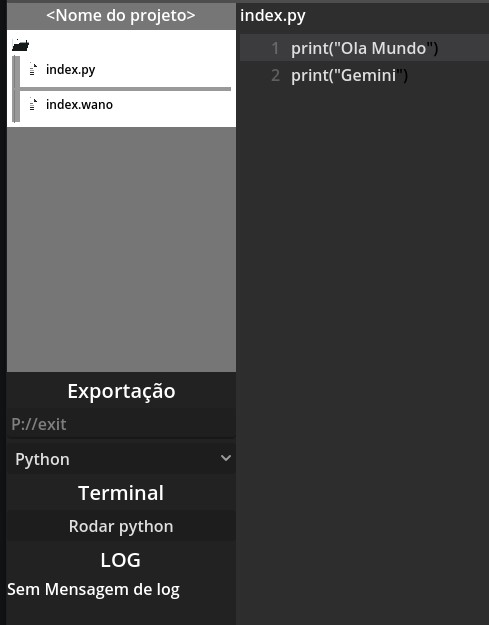 <Nome do projeto>
index.py
index.wano
Exportação
P://exit
Python
Terminal
Rodar python
LOG
Sem Mensagem de log
index.py
1 print("Ola Mundo")
2 print("Gemini")